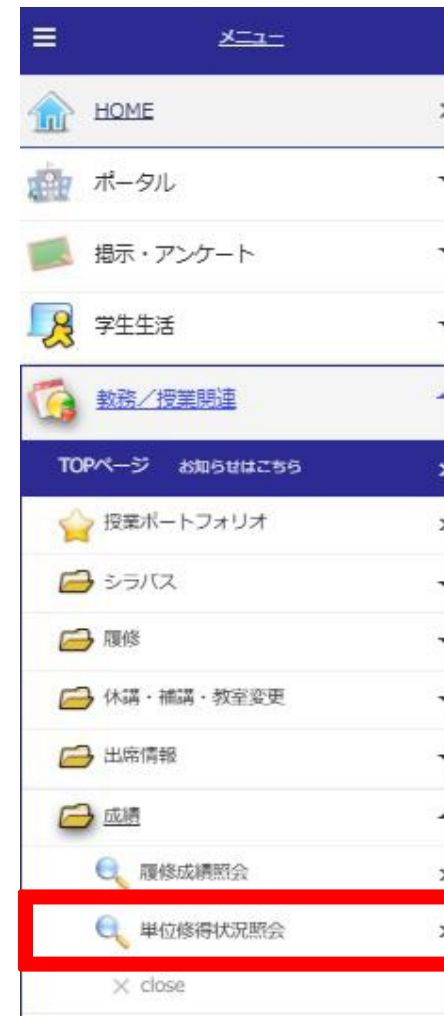 メニュー
HOME
ポータル
掲示・アンケート
学生生活
教務／授業関連
TOPページ お知らせはこちら
授業ポートフォリオ
シラバス
履修
休講・補講・教室変更
出席情報
成績
履修成績照会
単位修得状況照会
close